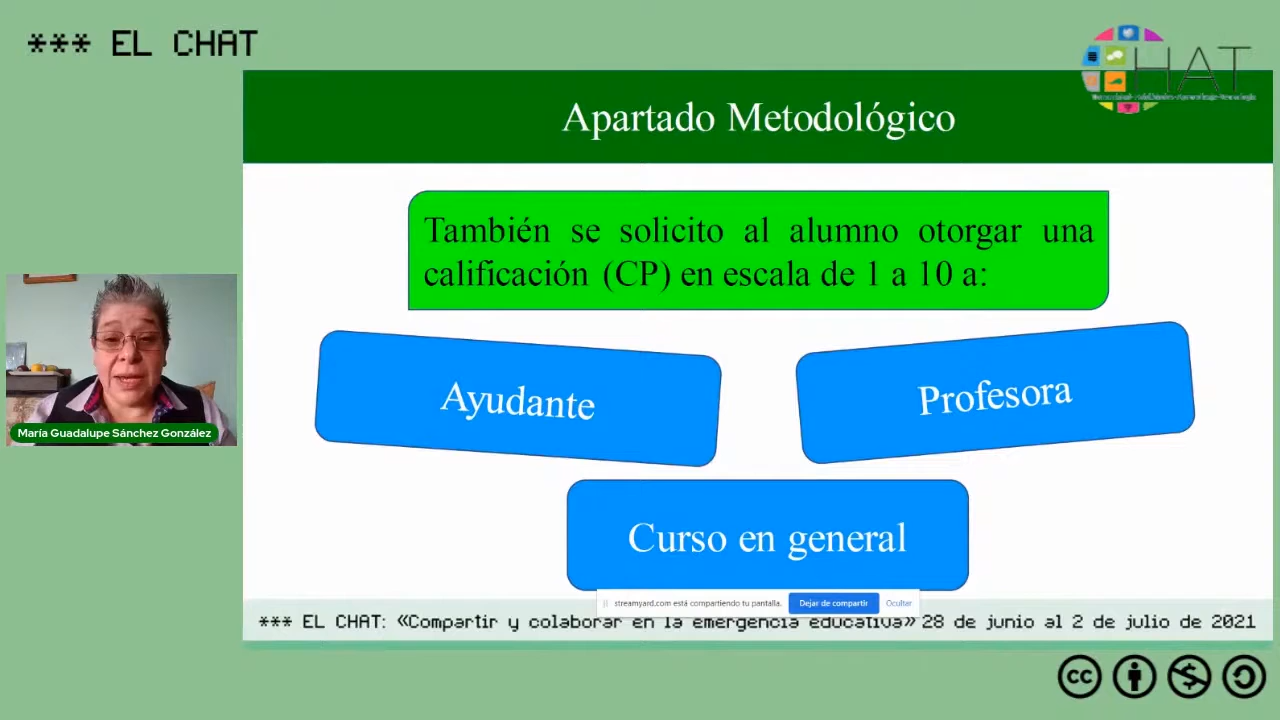 *** EL CHAT
HAT
Apartado Metodológico
También se solicito al alumno otorgar una
calificación (CP) en escala de 1 a 10 a:
Ayudante
Profesora
Curso en general
María Guadalupe Sánchez González
streamyard.com está compartiendo tu pantalla.
Dejar de compartir
Ocultar
*** EL CHAT: «Compartir y colaborar en la emergencia educativa» 28 de junio al 2 de julio de 2021
cc